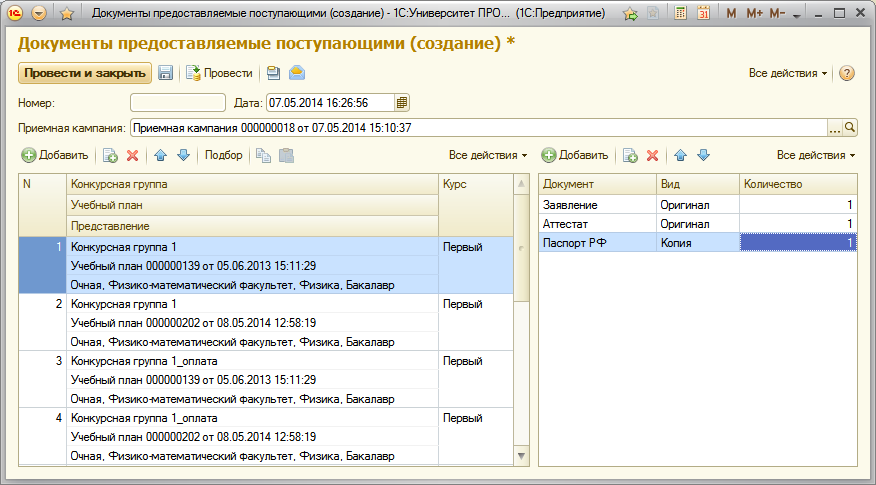 Документы предоставляемые поступающими (создание) - 1С:Университет ПРО... (1С:Предприятие)
M M+ M-
Документы предоставляемые поступающими (создание) *
Провести и закрыть Провести Все действия
Номер: Дата: 07.05.2014 16:26:56
Приемная кампания: Приемная кампания 000000018 от 07.05.2014 15:10:37 ...
Добавить Подбор Все действия Добавить Все действия
N Конкурсная группа Курс Документ Вид Количество
Учебный план
Представление
1 Конкурсная группа 1 Первый
Учебный план 000000139 от 05.06.2013 15:11:29
Очная, Физико-математический факультет, Физика, Бакалавр
2 Конкурсная группа 1 Первый
Учебный план 000000202 от 08.05.2014 12:58:19
Очная, Физико-математический факультет, Физика, Бакалавр
3 Конкурсная группа 1_оплата Первый
Учебный план 000000139 от 05.06.2013 15:11:29
Очная, Физико-математический факультет, Физика, Бакалавр
4 Конкурсная группа 1_оплата Первый
Учебный план 000000202 от 08.05.2014 12:58:19
Очная, Физико-математический факультет, Физика, Бакалавр
Заявление Оригинал 1
Аттестат Оригинал 1
Паспорт РФ Копия 1